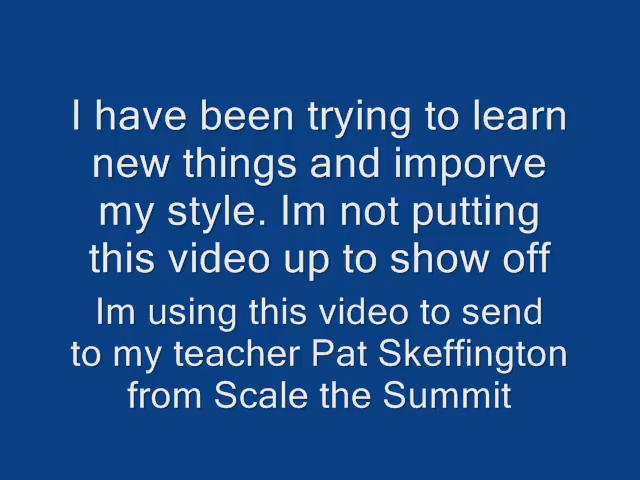 I have been trying to learn
new things and imporve
my style. Im not putting
this video up to show off
Im using this video to send
to my teacher Pat Skeffington
from Scale the Summit